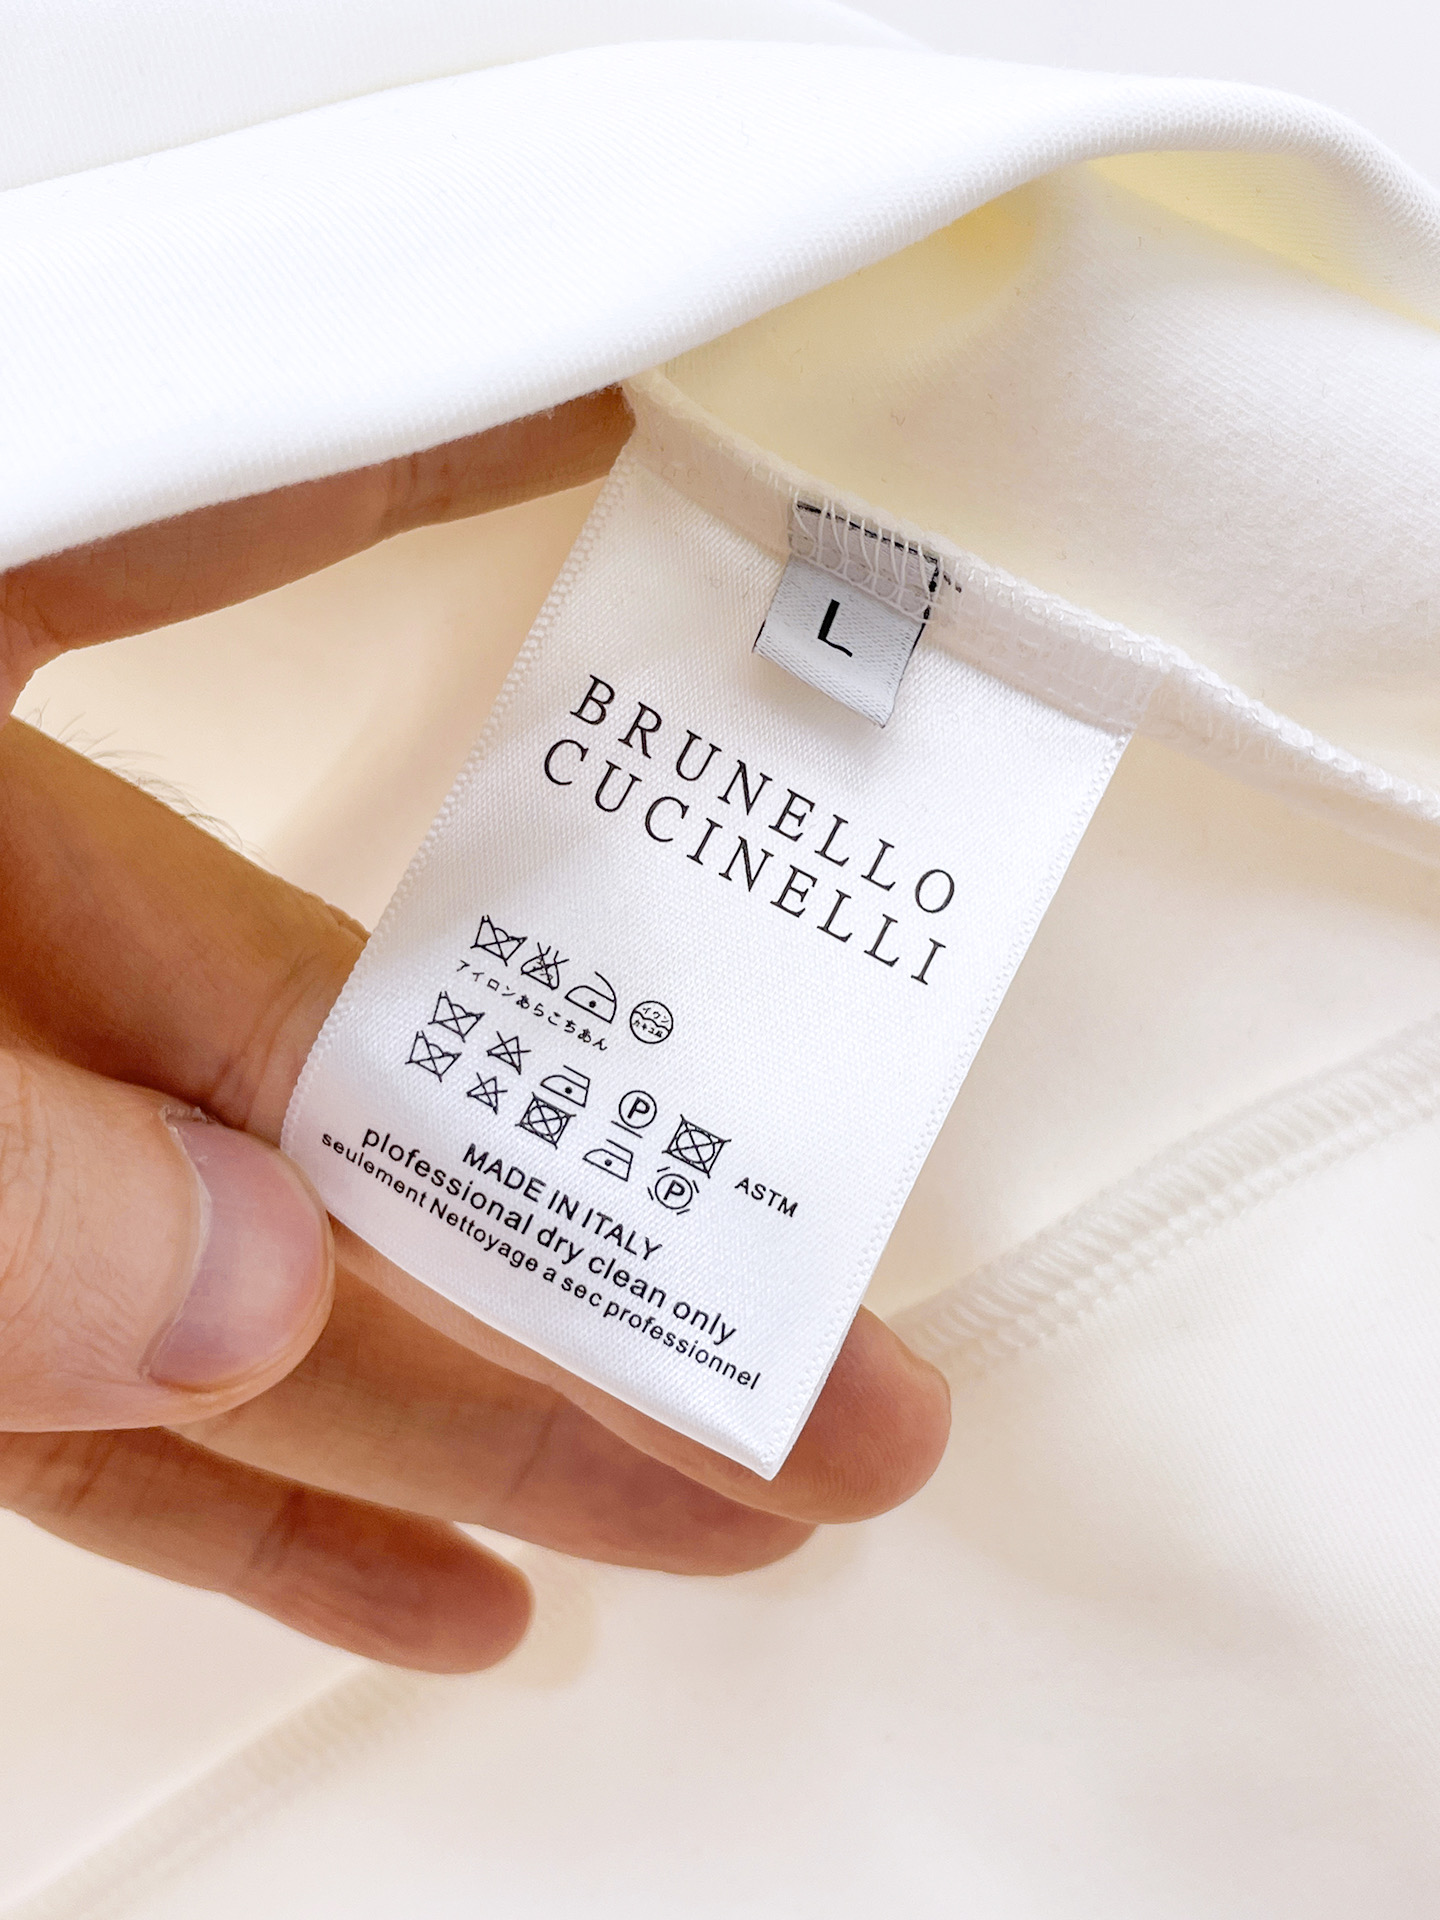 L
BRUNELLO
CUCINELLI
アイロンあらこちあん
P
P
ASTM
MADE IN ITALY
plofessional dry clean only
seulement Nettoyage a sec professionnel